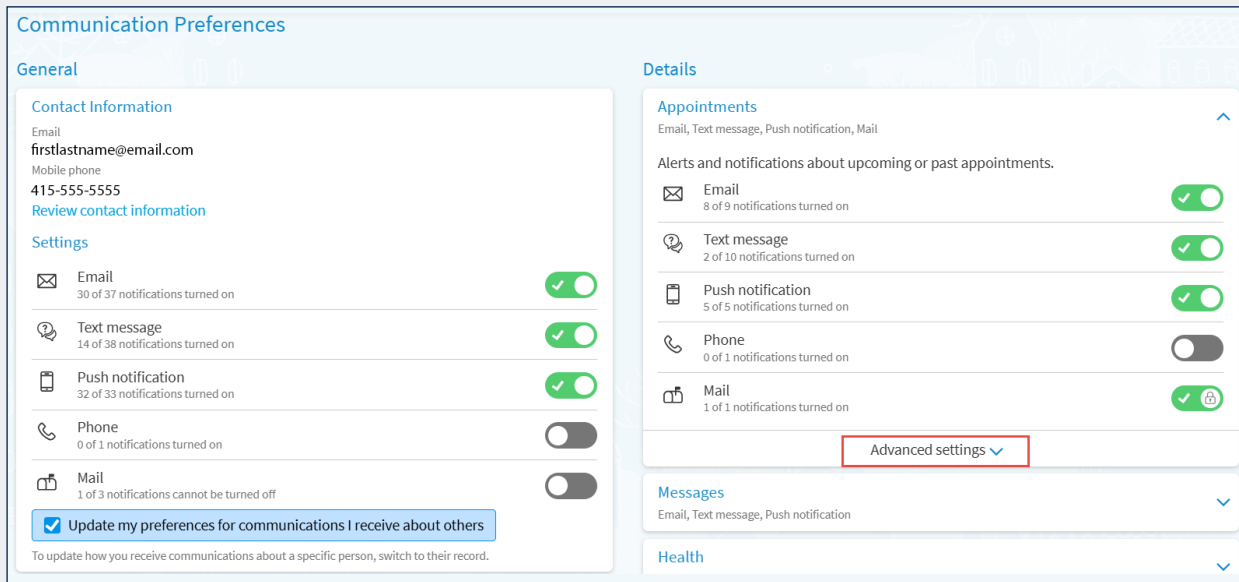 Communication Preferences
General
Contact Information
Email
firstlastname@email.com
Mobile phone
415-555-5555
Review contact information
Settings
Email
30 of 37 notifications turned on
Text message
14 of 38 notifications turned on
Push notification
32 of 33 notifications turned on
Phone
0 of 1 notifications turned on
Mail
1 of 3 notifications cannot be turned off
Update my preferences for communications I receive about others
To update how you receive communications about a specific person, switch to their record.
Details
Appointments
Email, Text message, Push notification, Mail
Alerts and notifications about upcoming or past appointments.
Email
8 of 9 notifications turned on
Text message
2 of 10 notifications turned on
Push notification
5 of 5 notifications turned on
Phone
0 of 1 notifications turned on
Mail
1 of 1 notifications turned on
Advanced settings
Messages
Email, Text message, Push notification
Health